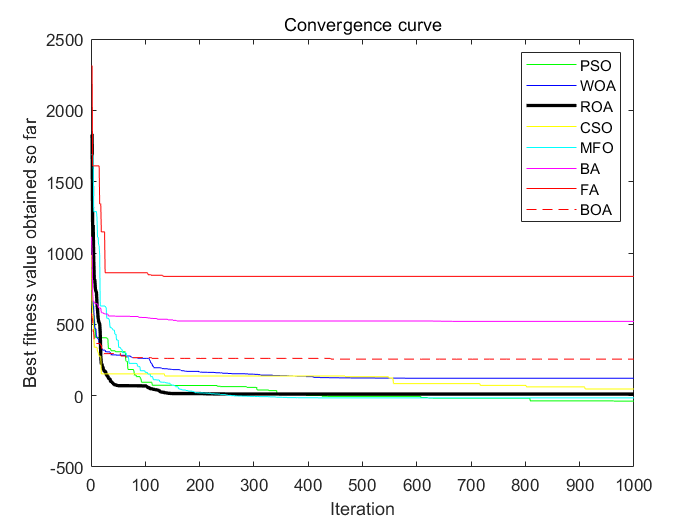 Convergence curve
Best fitness value obtained so far
2500
2000
1500
1000
500
0
-500
0 100 200 300 400 500 600 700 800 900 1000
Iteration
PSO
WOA
ROA
CSO
MFO
BA
FA
BOA